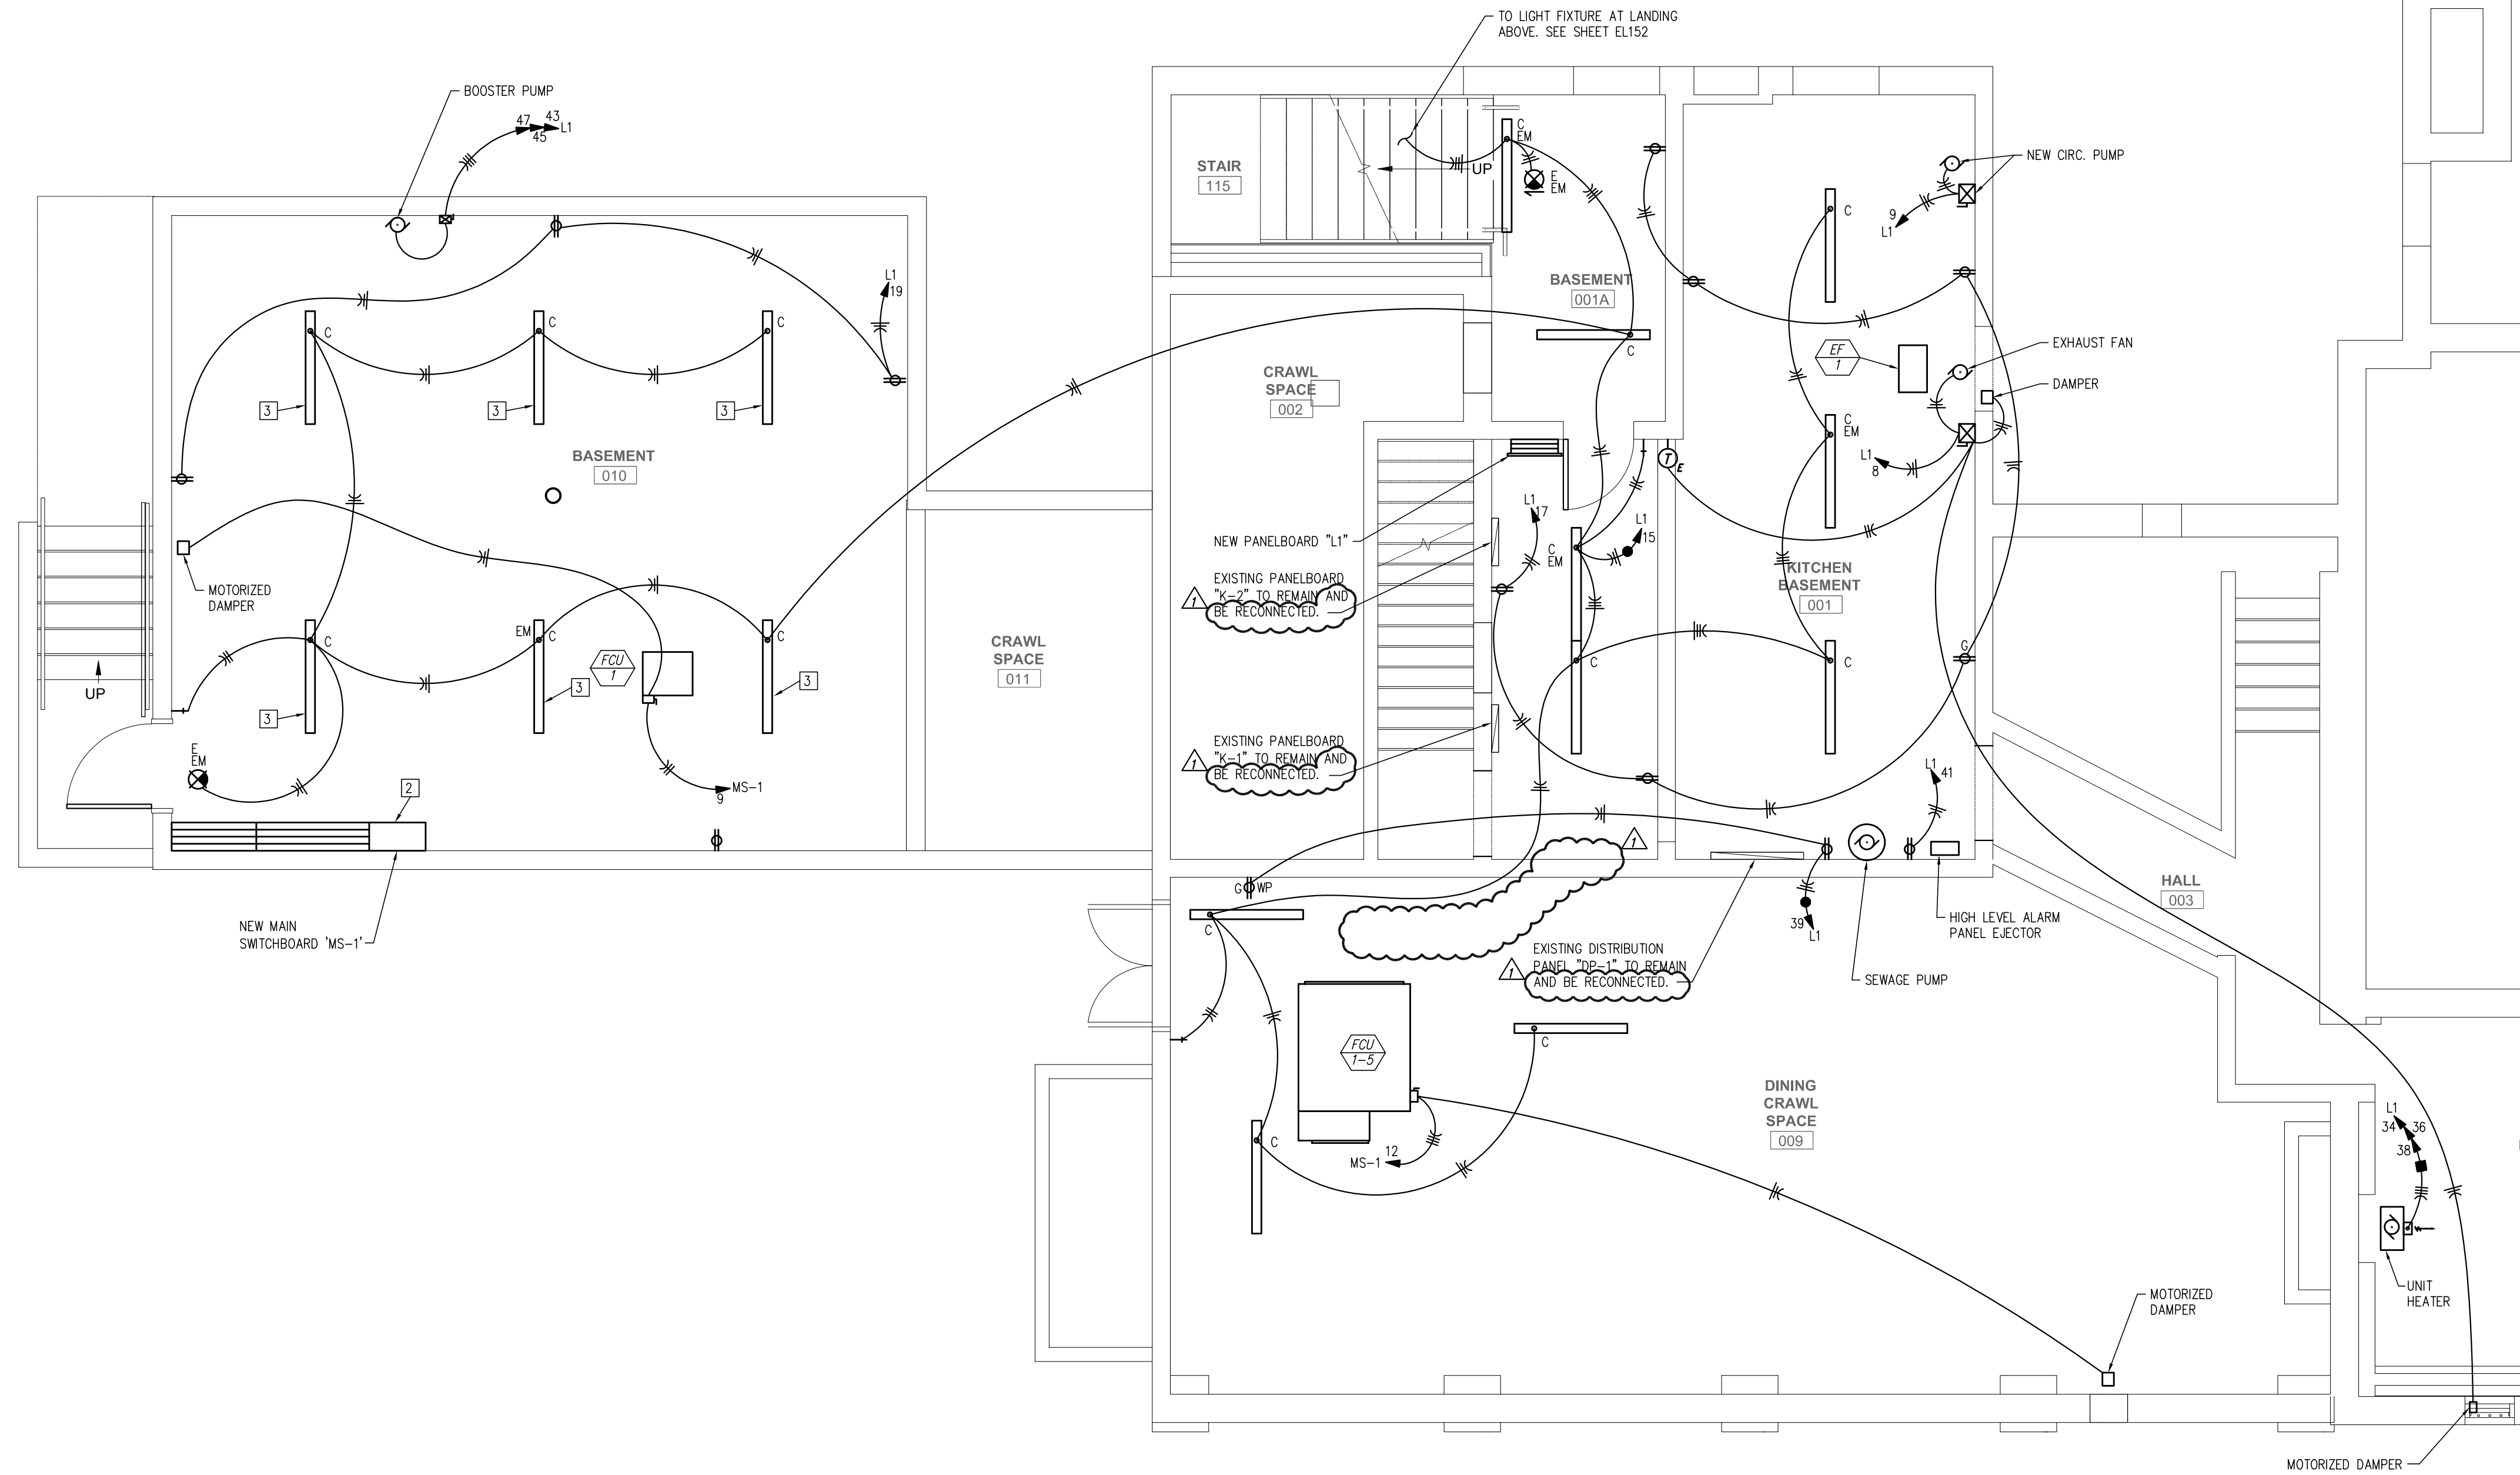 TO LIGHT FIXTURE AT LANDING
ABOVE. SEE SHEET EL152
BOOSTER PUMP
47
43
45
L1
C
EM
STAIR
115
UP
E
EM
NEW CIRC. PUMP
C
9
L1
L1
19
BASEMENT
001A
C
C
C
C
EXHAUST FAN
EF
1
DAMPER
CRAWL
SPACE
002
3
3
3
C
EM
BASEMENT
010
L1
8
T
E
L1
17
L1
15
NEW PANELBOARD "L1"
C
EM
KITCHEN
BASEMENT
001
MOTORIZED
DAMPER
EXISTING PANELBOARD
"K-2" TO REMAIN AND
BE RECONNECTED.
1
EM
C
C
C
CRAWL
SPACE
011
FCU
1
G
C
C
UP
3
3
3
E
EM
EXISTING PANELBOARD
"K-1" TO REMAIN AND
BE RECONNECTED.
1
L1
41
2
MS-1
9
1
G
WP
HALL
003
NEW MAIN
SWITCHBOARD 'MS-1'
C
39
L1
HIGH LEVEL ALARM
PANEL EJECTOR
EXISTING DISTRIBUTION
PANEL "DP-1" TO REMAIN
AND BE RECONNECTED.
1
SEWAGE PUMP
FCU
1-5
C
DINING
CRAWL
SPACE
009
C
MS-1
12
L1
34
36
38
UNIT
HEATER
MOTORIZED
DAMPER
MOTORIZED DAMPER